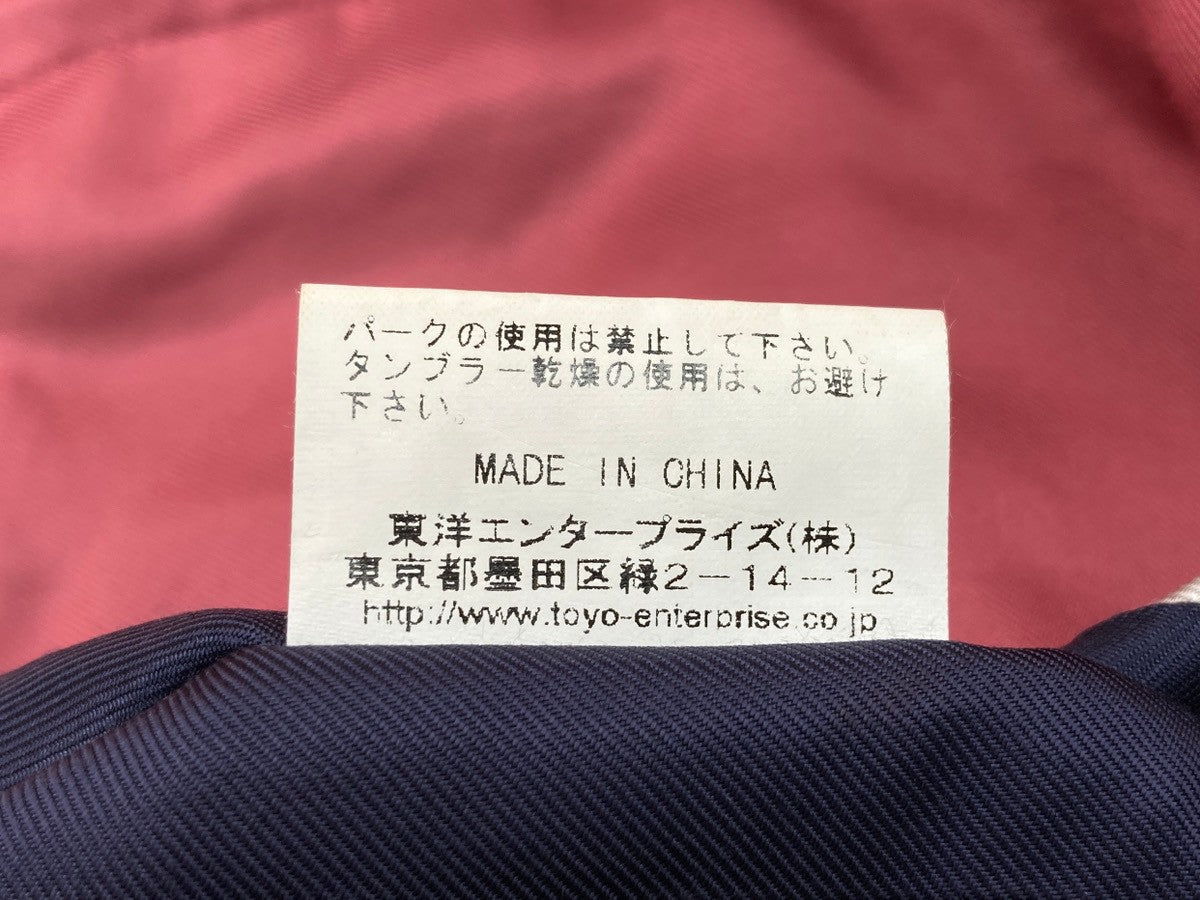 パークの使用は禁止して下さい。
タンブラー乾燥の使用は、お避け
下さい。
MADE IN CHINA
東洋エンタープライズ(株)
東京都墨田区緑2-14-12
http://www.toyo-enterprise.co.jp